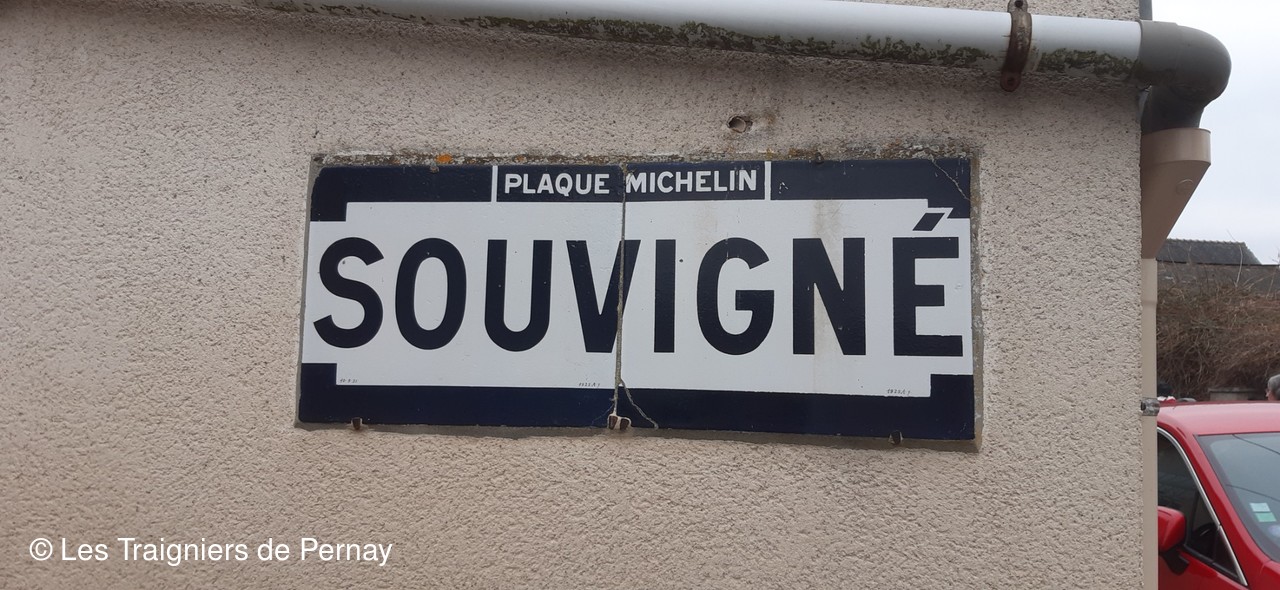 PLAQUE MICHELIN
SOUVIGNÉ
© Les Traigniers de Pernay